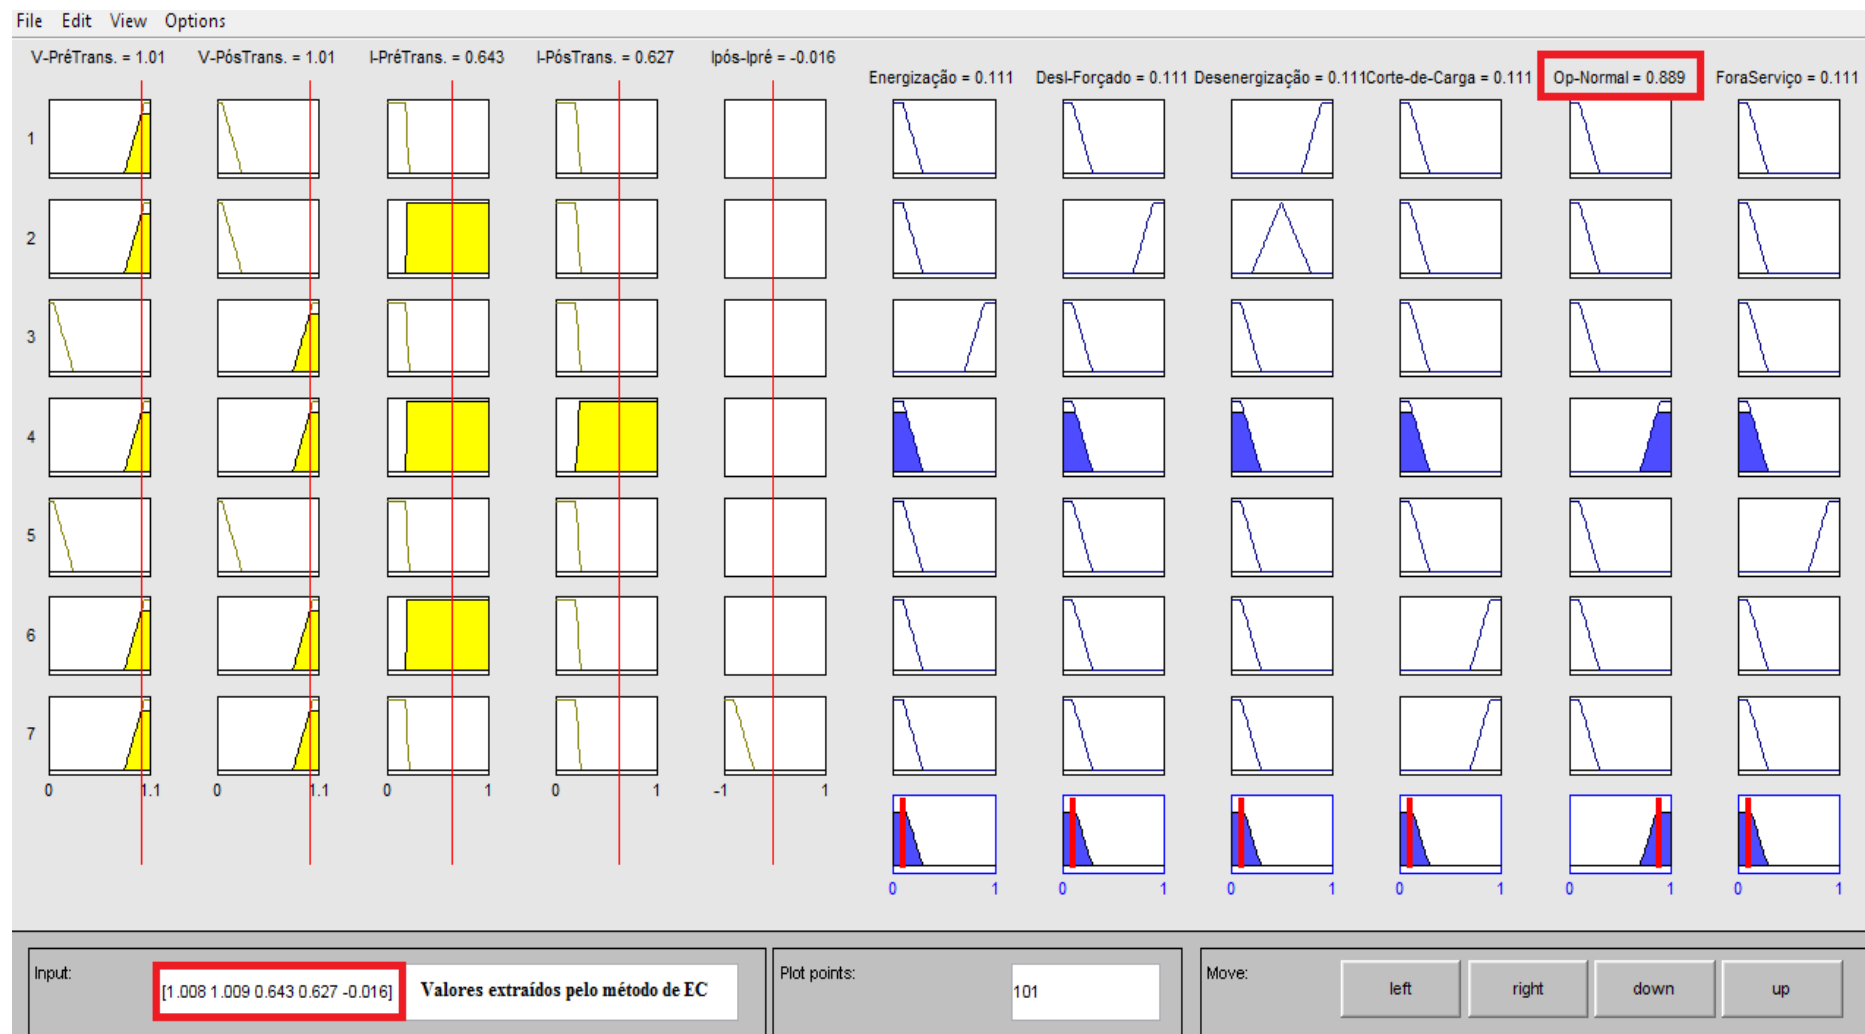 File Edit View Options
V-PréTrans. = 1.01 V-PósTrans. = 1.01 I-PréTrans. = 0.643 I-PósTrans. = 0.627 Ipós-Ipré = -0.016
Energização = 0.111 Desl-Forçado = 0.111 Desenergização = 0.111 Corte-de-Carga = 0.111 Op-Normal = 0.889 ForaServiço = 0.111
1
2
3
4
5
6
7
0 1.1 0 1.1 0 1 0 1 -1 1
0 1 0 1 0 1 0 1 0 1 0 1
Input: [1.008 1.009 0.643 0.627 -0.016] Valores extraídos pelo método de EC
Plot points: 101
Move: left right down up